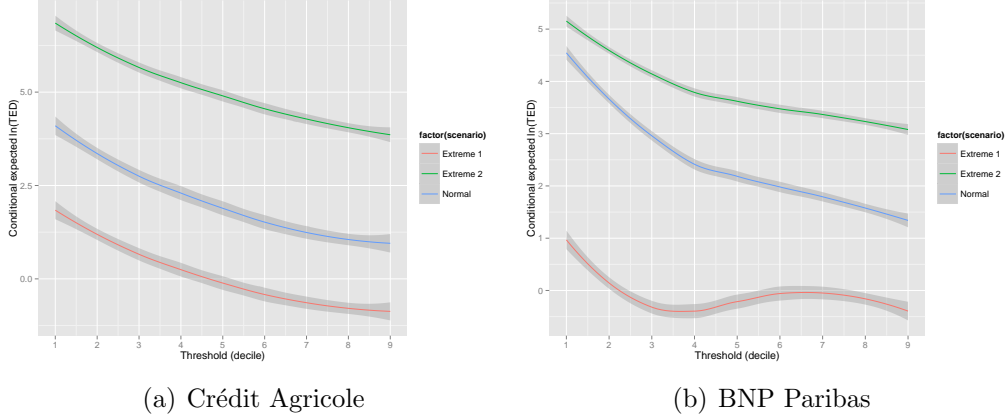 Conditional expected ln(TED)
5.0
2.5
0.0
1 2 3 4 5 6 7 8 9
Threshold (decile)
factor(scenario)
Extreme 1
Extreme 2
Normal
(a) Crédit Agricole
Conditional expected ln(TED)
5
4
3
2
1
0
1 2 3 4 5 6 7 8 9
Threshold (decile)
factor(scenario)
Extreme 1
Extreme 2
Normal
(b) BNP Paribas